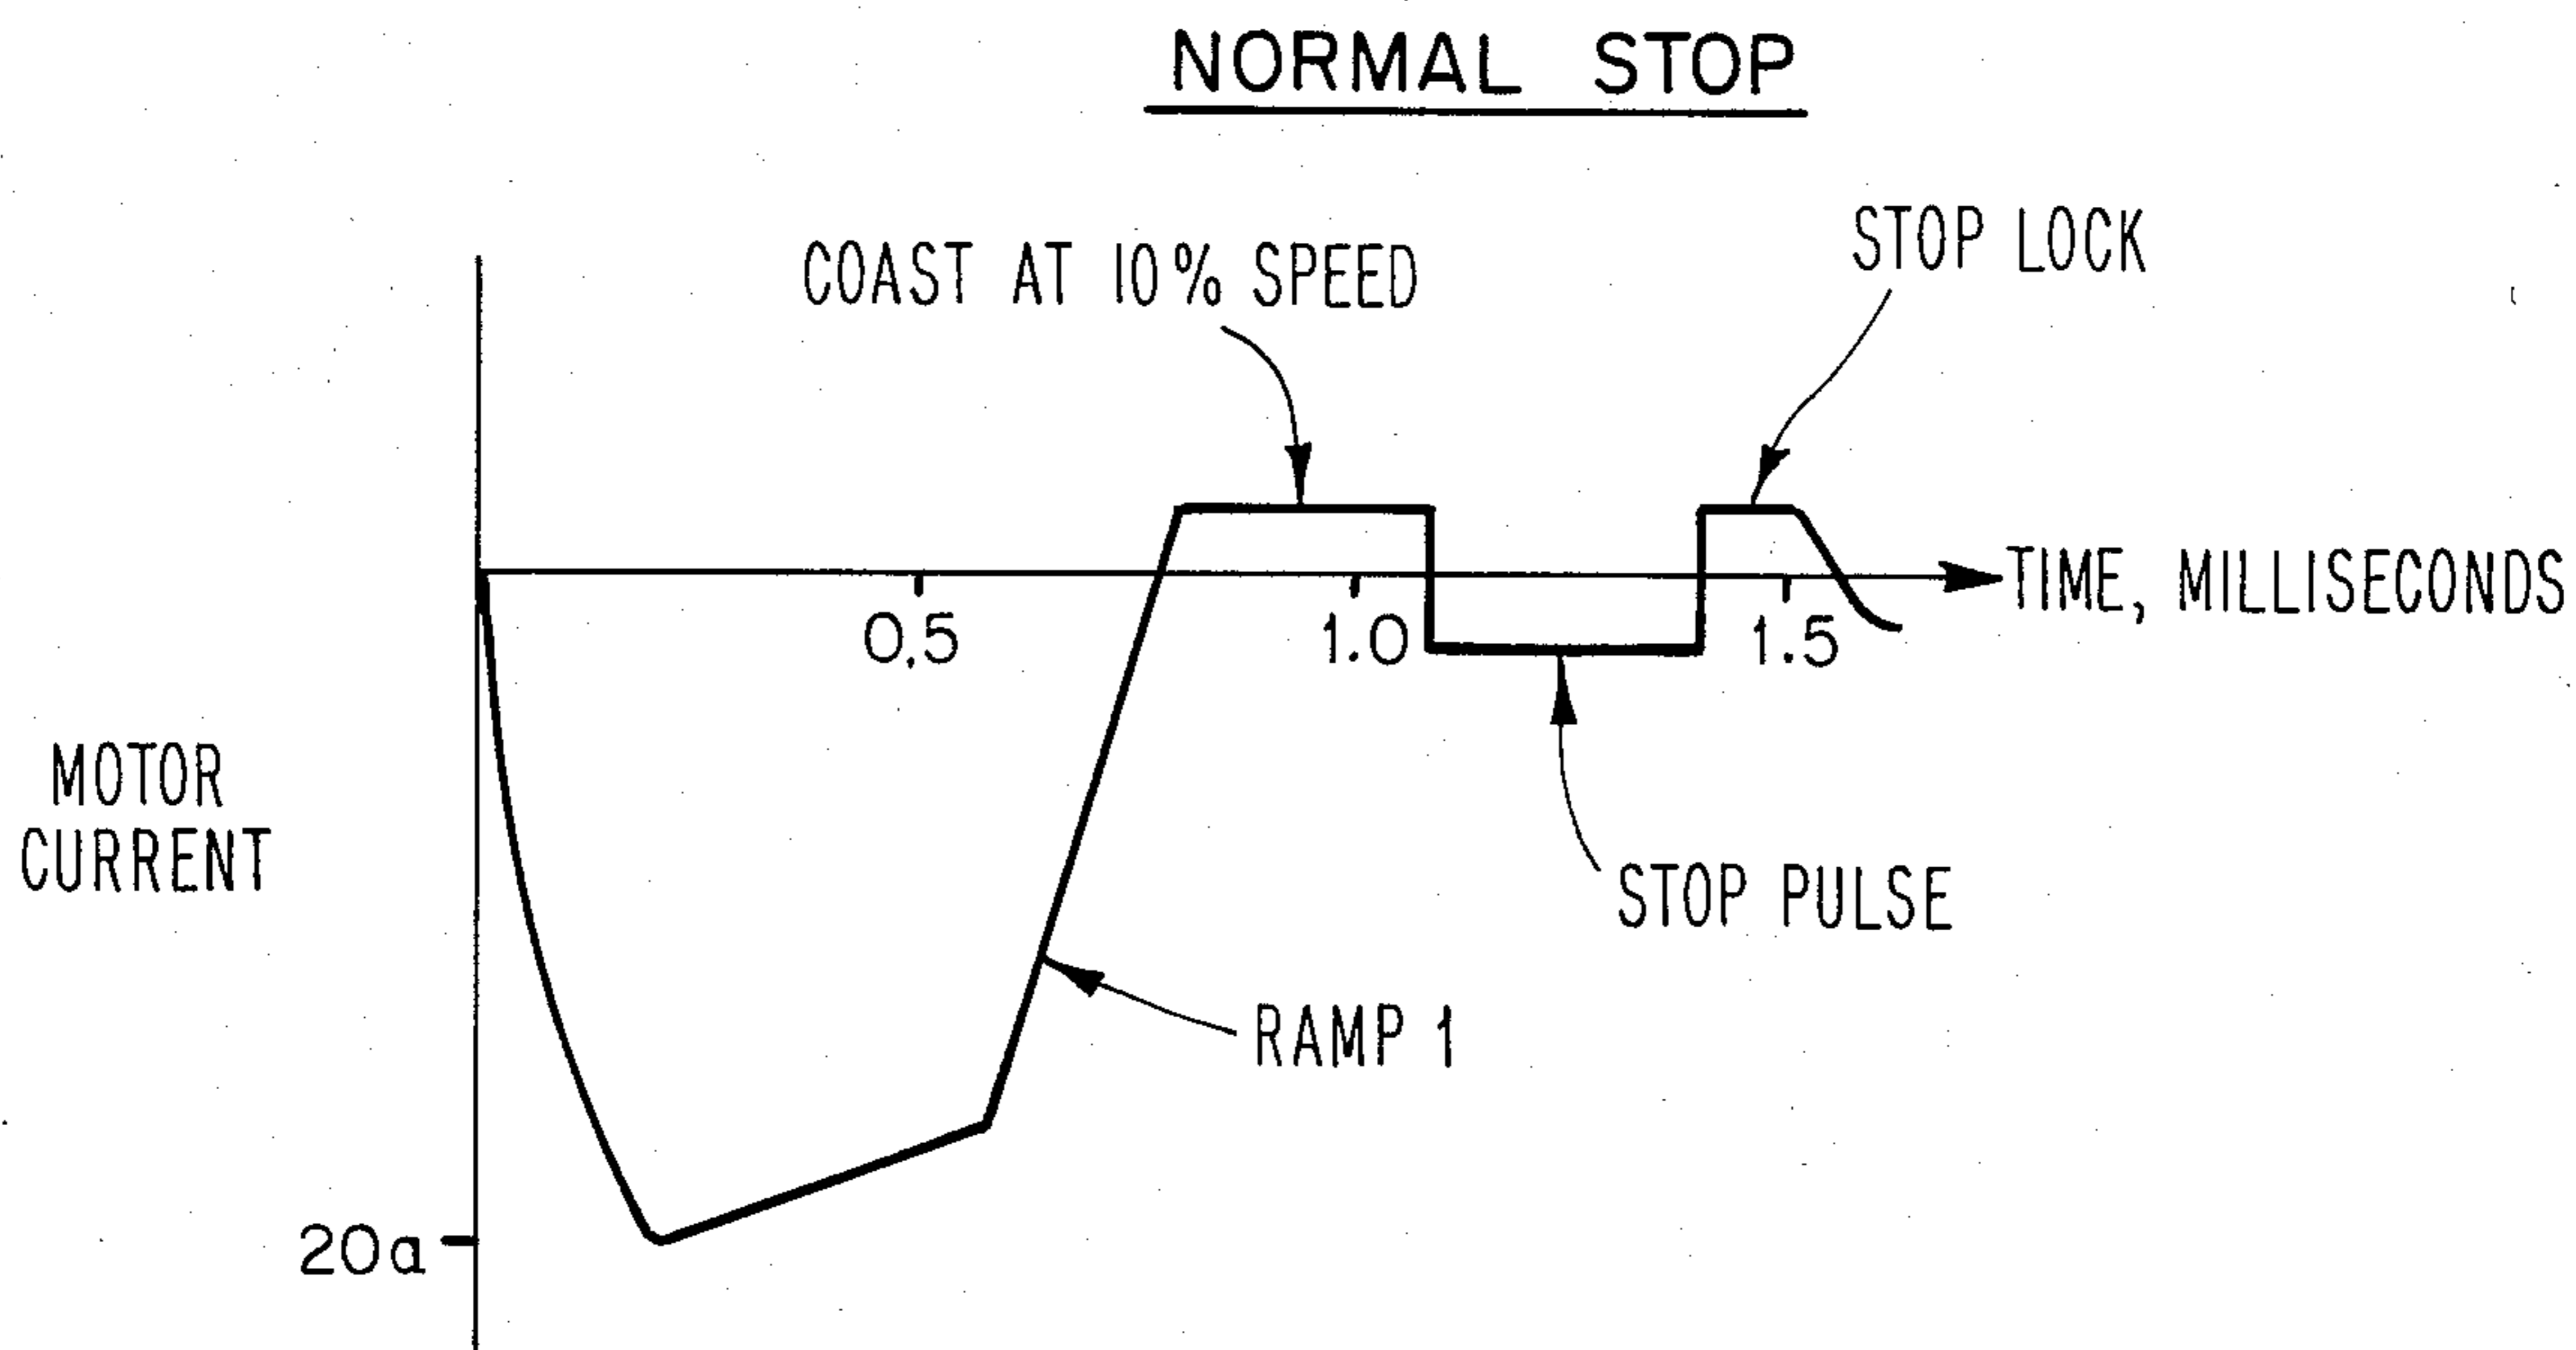 NORMAL STOP
STOP LOCK
COAST AT 10% SPEED
TIME, MILLISECONDS
0.5
1.0
1.5
MOTOR
CURRENT
STOP PULSE
RAMP 1
20a